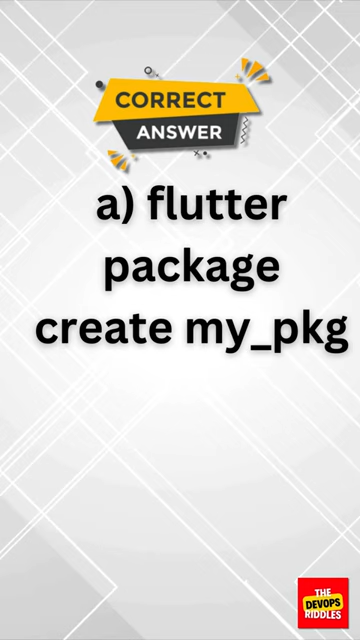 CORRECT
ANSWER
a) flutter
package
create my_pkg
THE
DEVOPS
RIDDLES